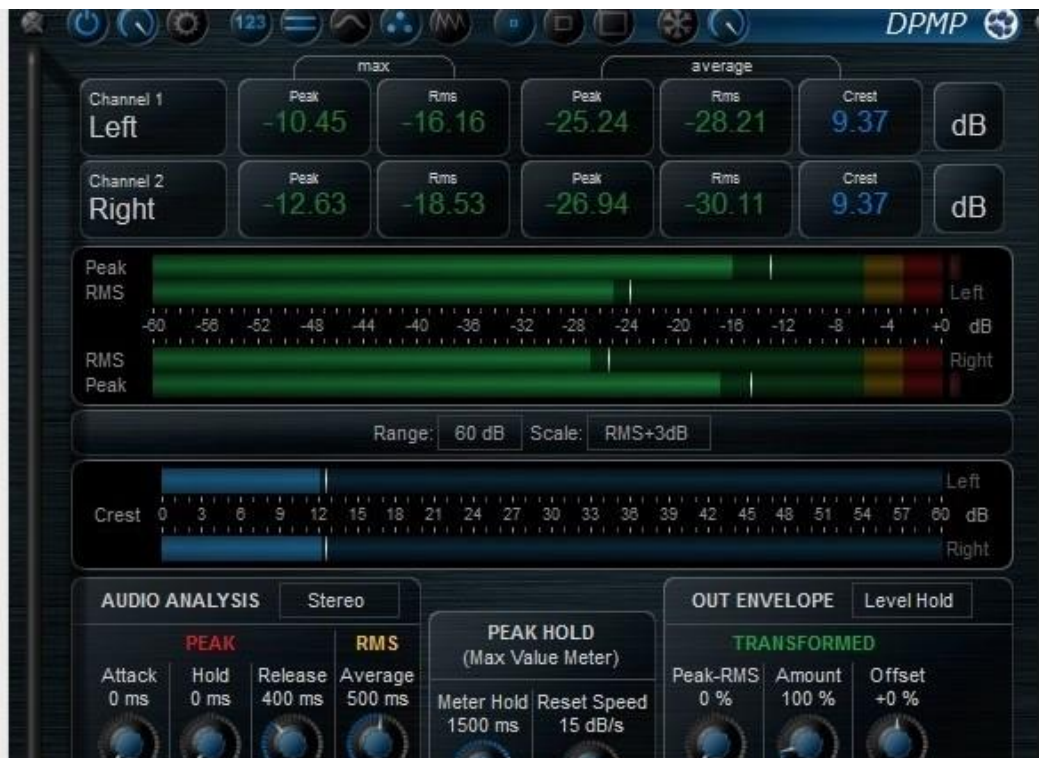 123 DPMP
max average
Channel 1 Peak Rms Peak Rms Crest
Left -10.45 -16.16 -25.24 -28.21 9.37 dB
Channel 2 Peak Rms Peak Rms Crest
Right -12.63 -18.53 -26.94 -30.11 9.37 dB
Peak
RMS Left
-60 -56 -52 -48 -44 -40 -36 -32 -28 -24 -20 -16 -12 -8 -4 +0 dB
RMS Right
Peak
Range: 60 dB Scale: RMS+3dB
Left
Crest 0 3 6 9 12 15 18 21 24 27 30 33 36 39 42 45 48 51 54 57 60 dB
Right
AUDIO ANALYSIS Stereo
PEAK RMS
Attack Hold Release Average
0 ms 0 ms 400 ms 500 ms
PEAK HOLD
(Max Value Meter)
Meter Hold Reset Speed
1500 ms 15 dB/s
OUT ENVELOPE Level Hold
TRANSFORMED
Peak-RMS Amount Offset
0 % 100 % +0 %